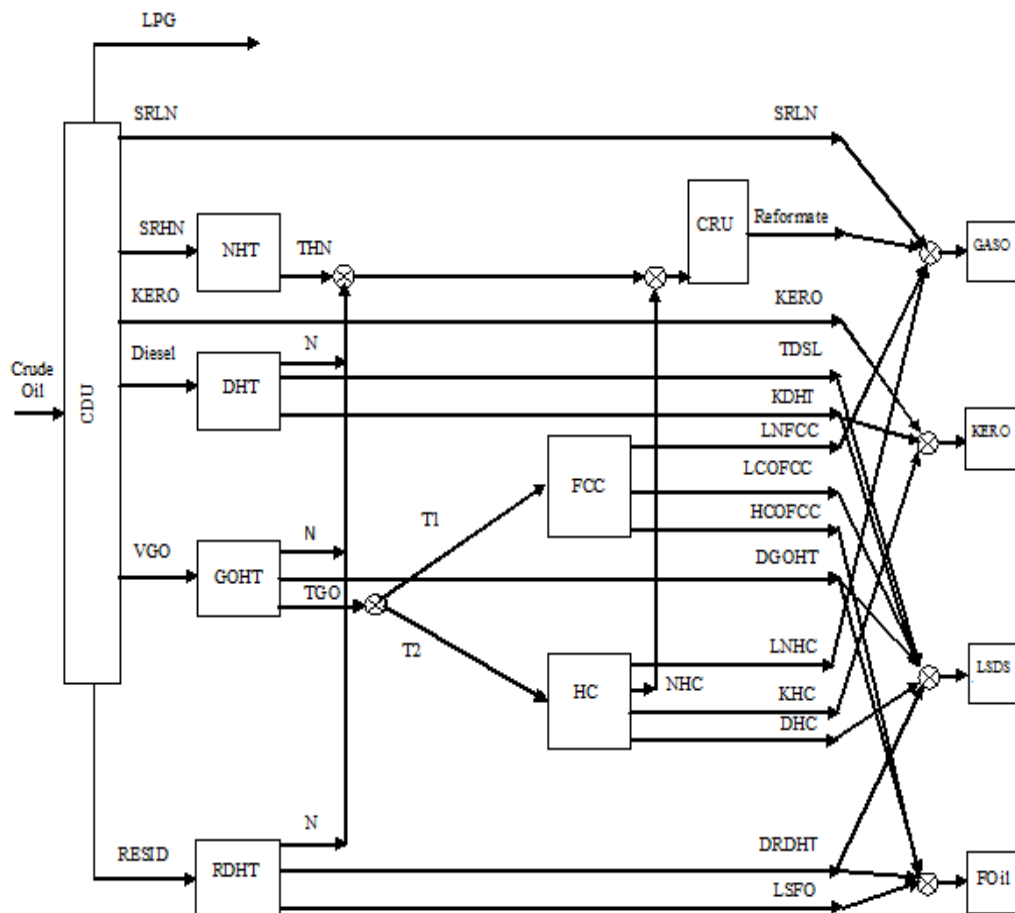 LPG
SRLN
SRLN
SRHN
NHT
THN
CRU
Reformate
GASO
KERO
KERO
Crude
Oil
CDU
Diesel
DHT
N
TDSL
KDHT
KERO
LNFCC
FCC
LCOFCC
HCOFCC
T1
VGO
GOHT
N
TGO
DGOHT
T2
HC
NHC
LNHC
KHC
DHC
LSDS
RESID
RDHT
N
DRDHT
LSFO
FOil